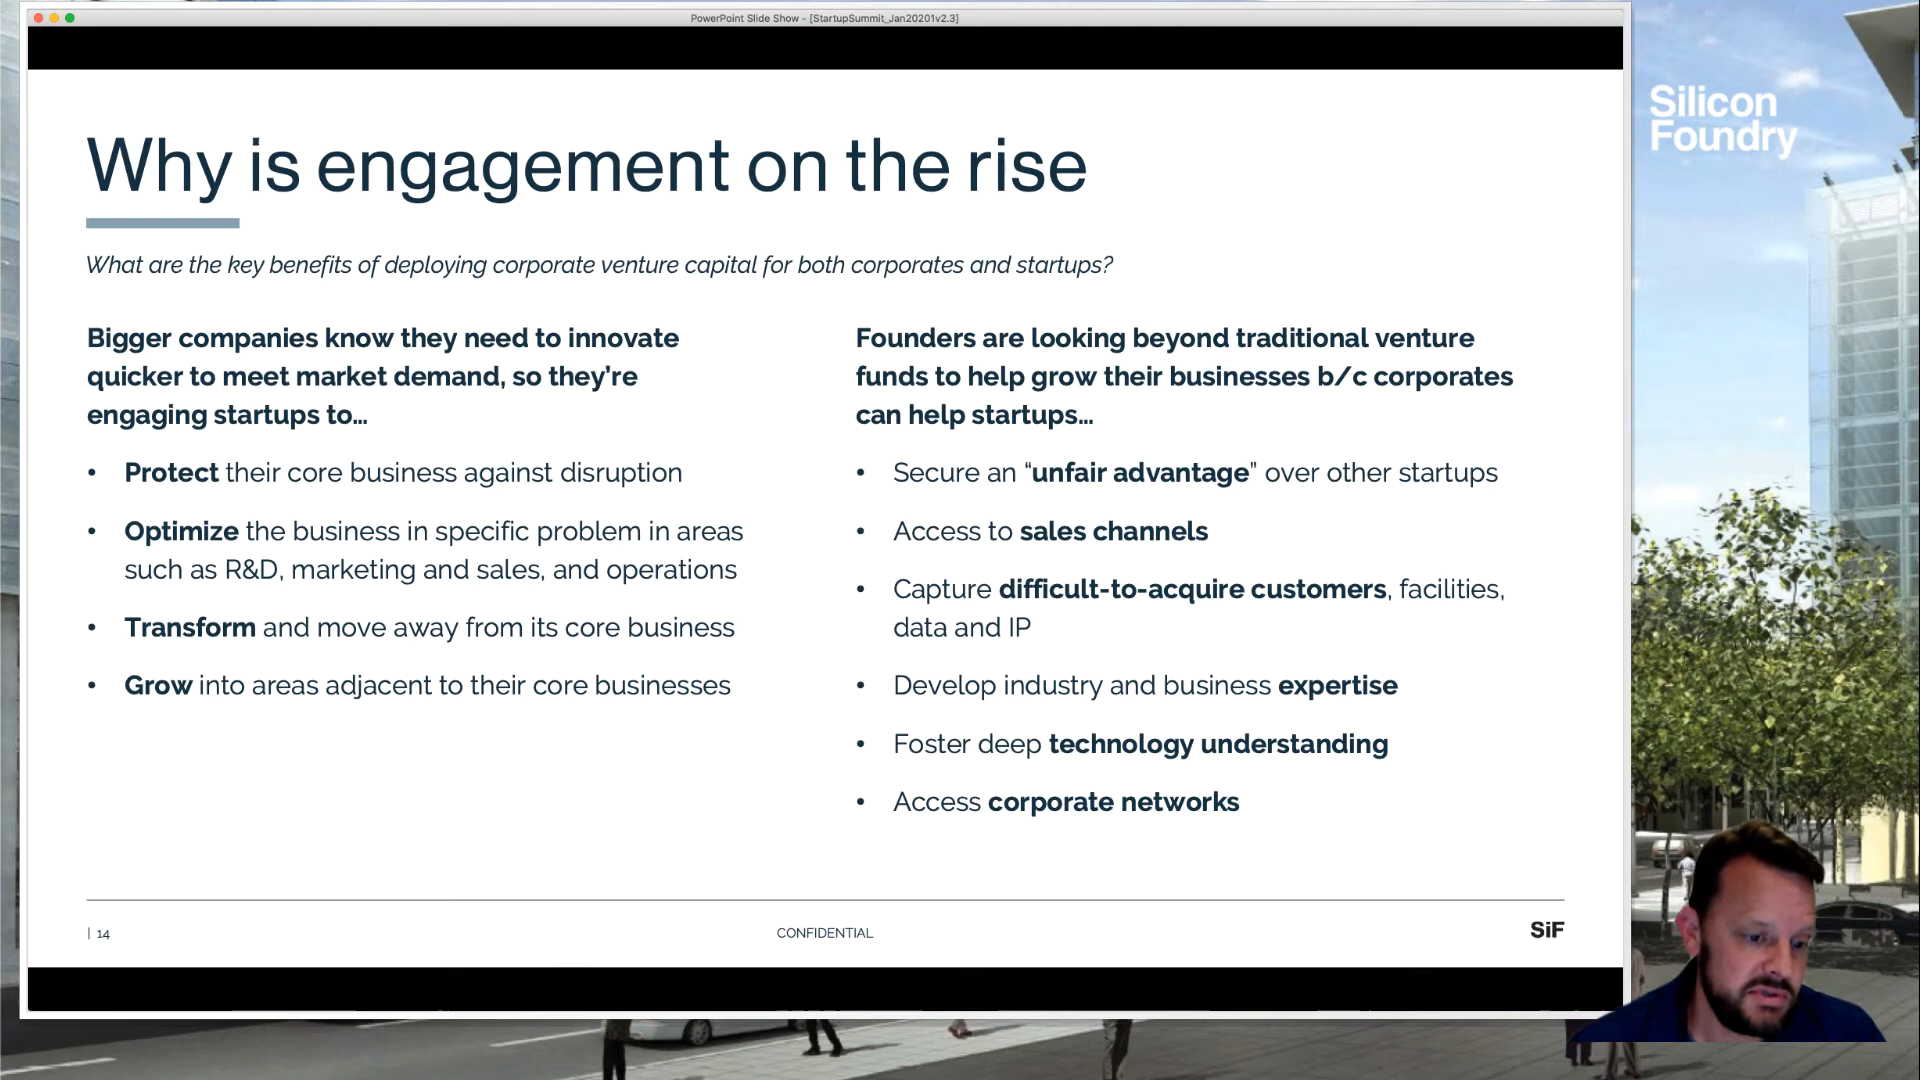 PowerPoint Slide Show - [StartupSummit_Jan20201v2.3]
Silicon
Foundry
Why is engagement on the rise
What are the key benefits of deploying corporate venture capital for both corporates and startups?
Bigger companies know they need to innovate
quicker to meet market demand, so they're
engaging startups to...
• Protect their core business against disruption
• Optimize the business in specific problem in areas
such as R&D, marketing and sales, and operations
• Transform and move away from its core business
• Grow into areas adjacent to their core businesses
Founders are looking beyond traditional venture
funds to help grow their businesses b/c corporates
can help startups...
• Secure an “unfair advantage” over other startups
• Access to sales channels
• Capture difficult-to-acquire customers, facilities,
data and IP
• Develop industry and business expertise
• Foster deep technology understanding
• Access corporate networks
| 14
CONFIDENTIAL
SiF